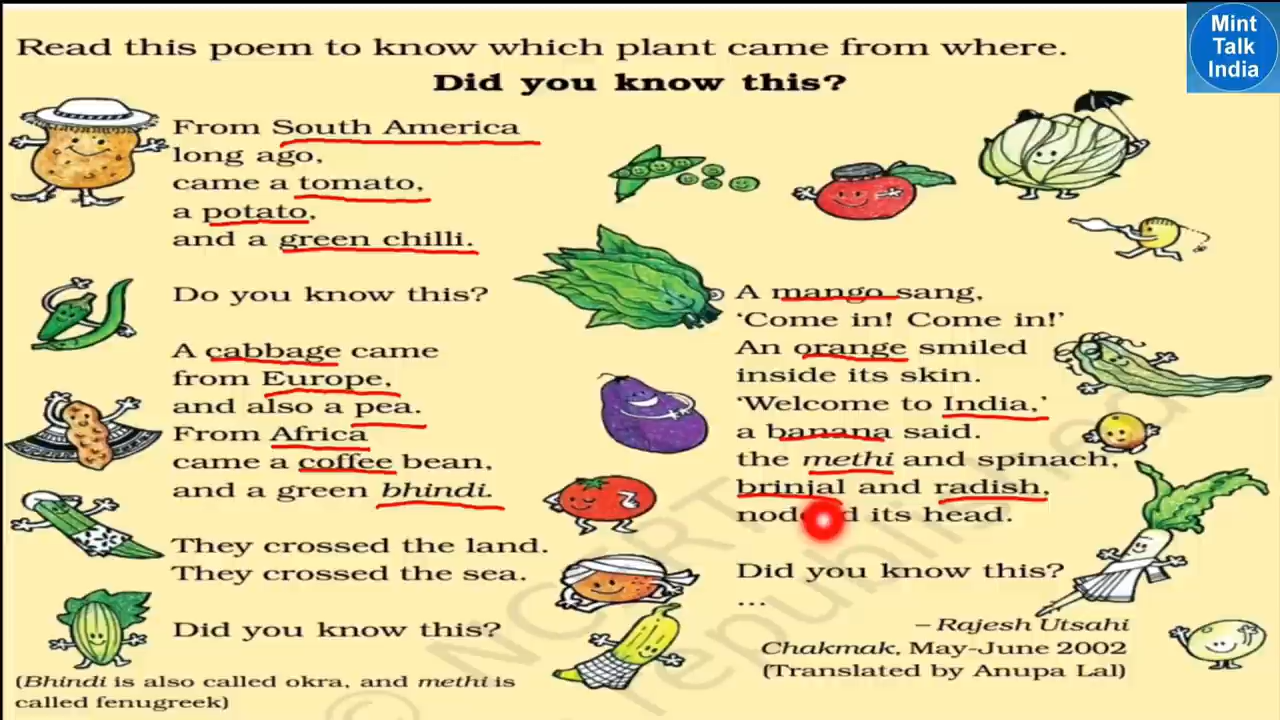 Mint
Talk
India
Read this poem to know which plant came from where.
Did you know this?
From South America
long ago,
came a tomato,
a potato,
and a green chilli.
Do you know this?
A cabbage came
from Europe,
and also a pea.
From Africa
came a coffee bean,
and a green bhindi.
They crossed the land.
They crossed the sea.
Did you know this?
(Bhindi is also called okra, and methi is
called fenugreek)
A mango sang,
‘Come in! Come in!’
An orange smiled
inside its skin.
‘Welcome to India,’
a banana said.
the methi and spinach,
brinjal and radish,
its head.
Did you know this?
...
– Rajesh Utsahi
Chakmak, May-June 2002
(Translated by Anupa Lal)
© NCERT
republished